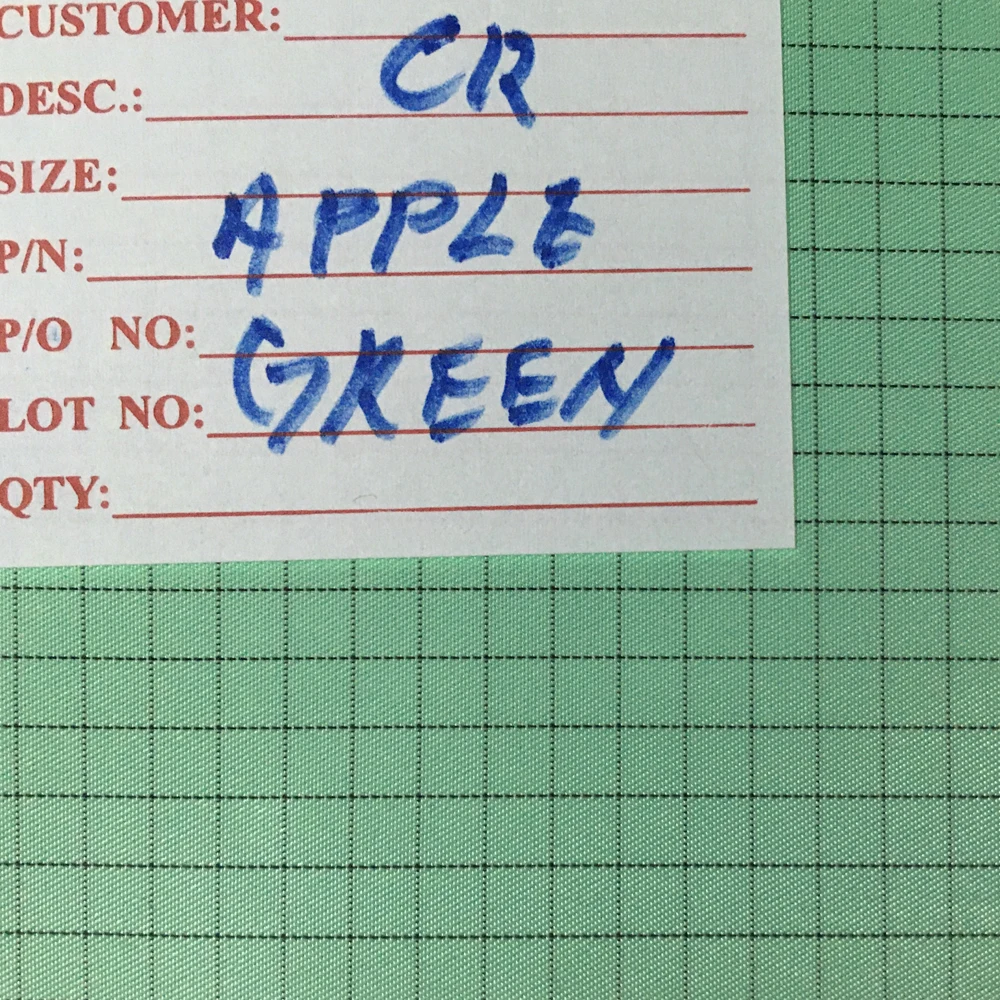 CUSTOMER:
CR
DESC.:
SIZE:
APPLE
P/N:
P/O NO:
GREEN
LOT NO:
QTY: